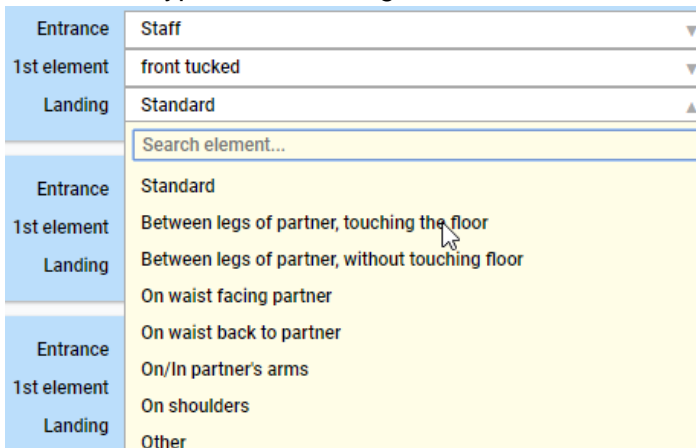 Entrance Staff
1st element front tucked
Landing Standard
Search element...
Standard
Entrance
Between legs of partner, touching the floor
1st element
Between legs of partner, without touching floor
Landing
On waist facing partner
On waist back to partner
Entrance
On/In partner's arms
1st element
On shoulders
Landing
Other